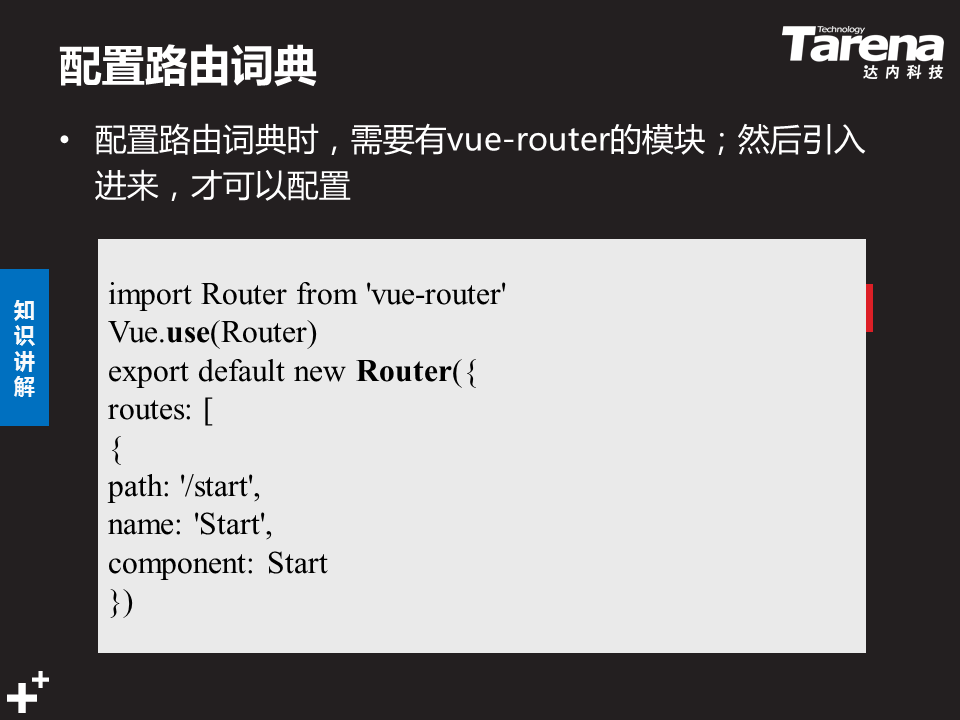 配置路由词典
Technology
Tarena
达内科技
• 配置路由词典时，需要有vue-router的模块；然后引入
进来，才可以配置
知识讲解
import Router from 'vue-router'
Vue.use(Router)
export default new Router({
routes: [
{
path: '/start',
name: 'Start',
component: Start
})